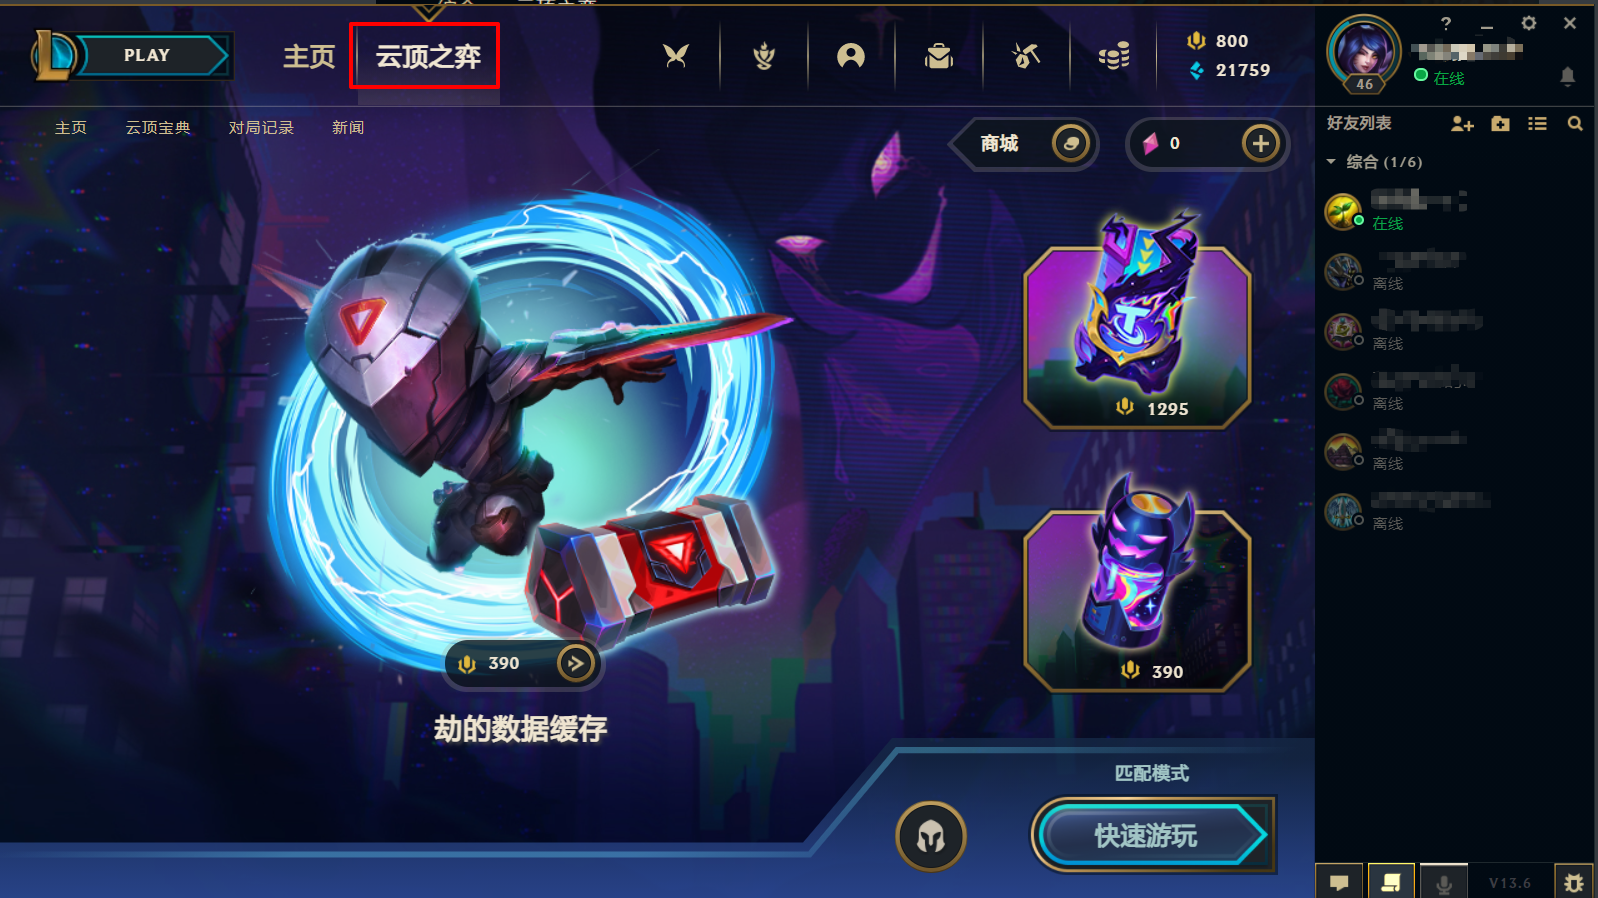 PLAY
主页
云顶之弈
800
21759
46
在线
主页
云顶宝典
对局记录
新闻
商城
0
好友列表
综合 (1/6)
在线
离线
离线
离线
离线
离线
1295
390
390
劫的数据缓存
匹配模式
快速游玩
V13.6